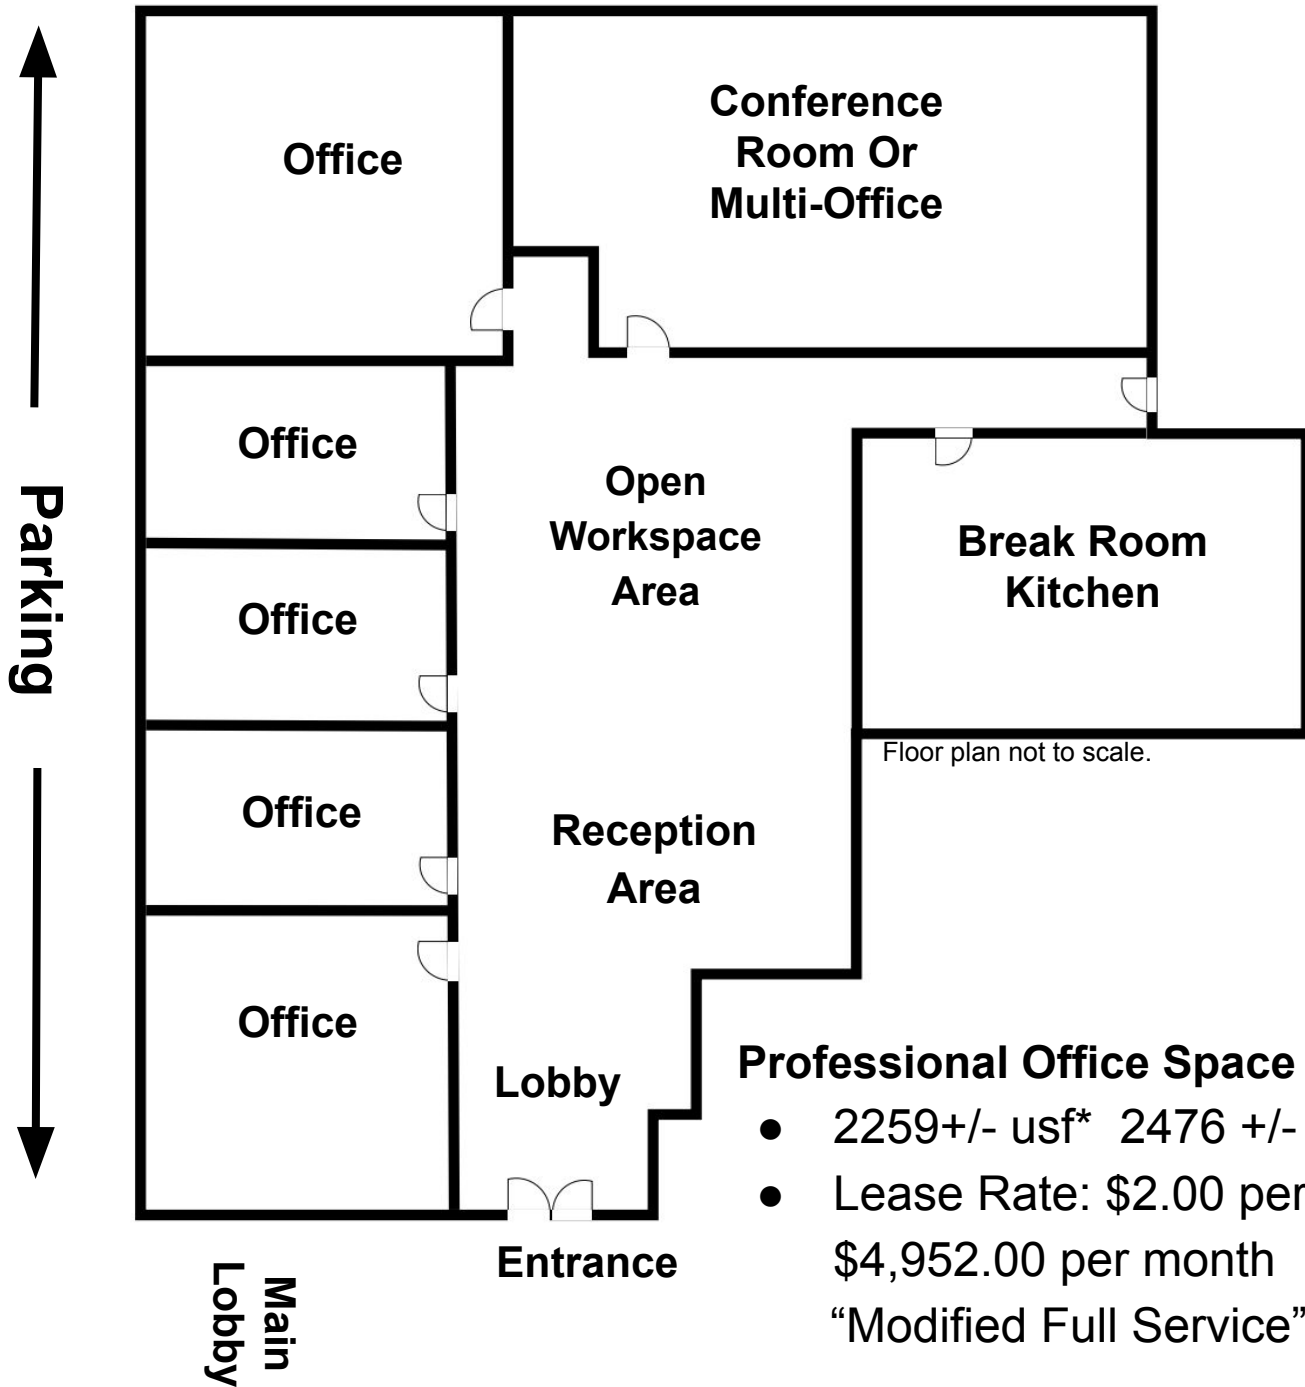 Conference
Room Or
Multi-Office
Office
Office
Open
Workspace
Area
Break Room
Kitchen
Parking
Office
Floor plan not to scale.
Office
Reception
Area
Office
Lobby
Professional Office Space
● 2259+/- usf* 2476 +/-
● Lease Rate: $2.00 per
$4,952.00 per month
“Modified Full Service”
Entrance
Main
Lobby